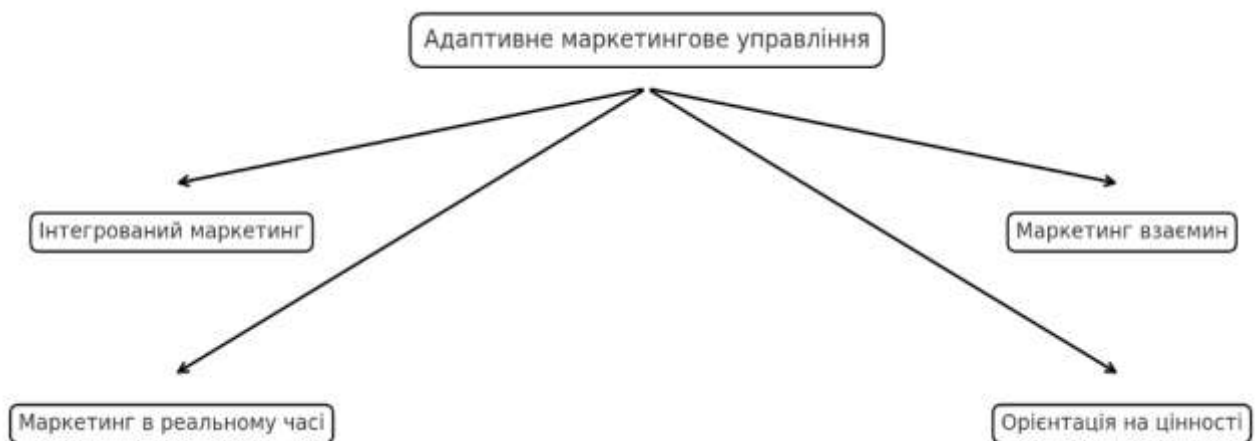 Адаптивне маркетингове управління
Інтегрований маркетинг
Маркетинг взаємин
Маркетинг в реальному часі
Орієнтація на цінності